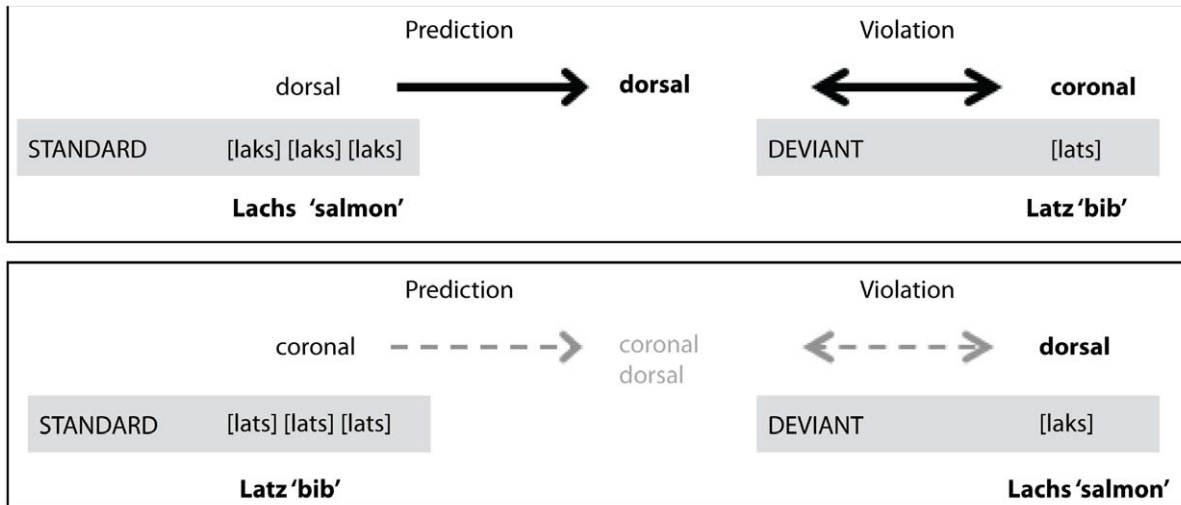 Prediction Violation
dorsal dorsal coronal
STANDARD [laks] [laks] [laks] DEVIANT [lats]
Lachs ‘salmon’ Latz ‘bib’
Prediction Violation
coronal coronal dorsal
dorsal
STANDARD [lats] [lats] [lats] DEVIANT [laks]
Latz ‘bib’ Lachs ‘salmon’